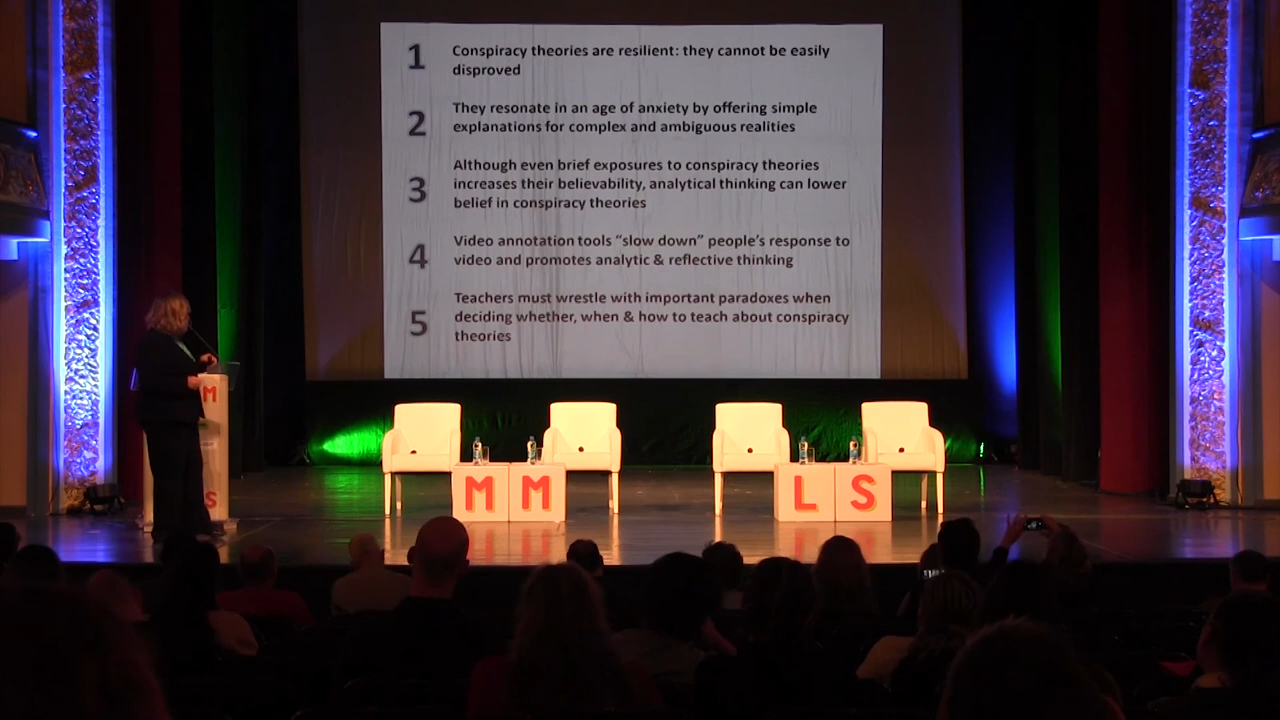 1
Conspiracy theories are resilient: they cannot be easily
disproved
2
They resonate in an age of anxiety by offering simple
explanations for complex and ambiguous realities
3
Although even brief exposures to conspiracy theories
increases their believability, analytical thinking can lower
belief in conspiracy theories
4
Video annotation tools “slow down” people’s response to
video and promotes analytic & reflective thinking
5
Teachers must wrestle with important paradoxes when
deciding whether, when & how to teach about conspiracy
theories
M
S
M M
L S